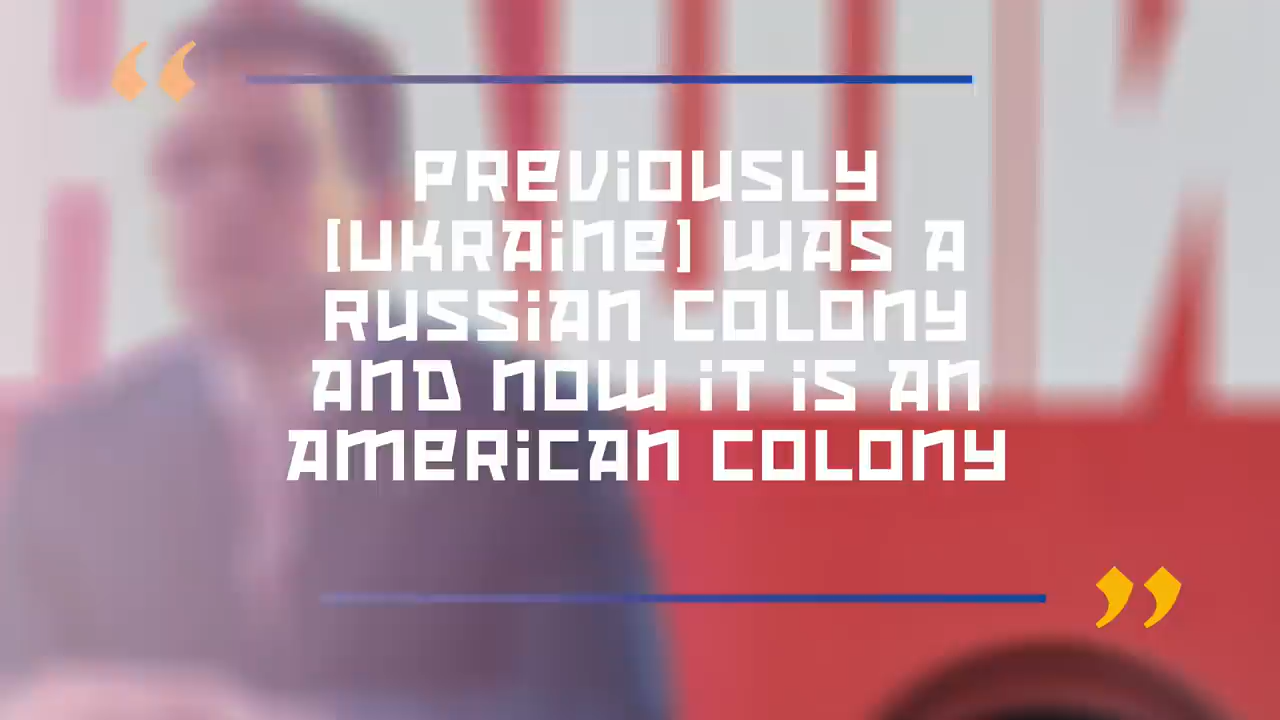 “
PREViOUSLY
[UKRAiNE] WAS A
RUSSiAN COLONY
AND NOW iT iS AN
AMERiCAN COLONY
”